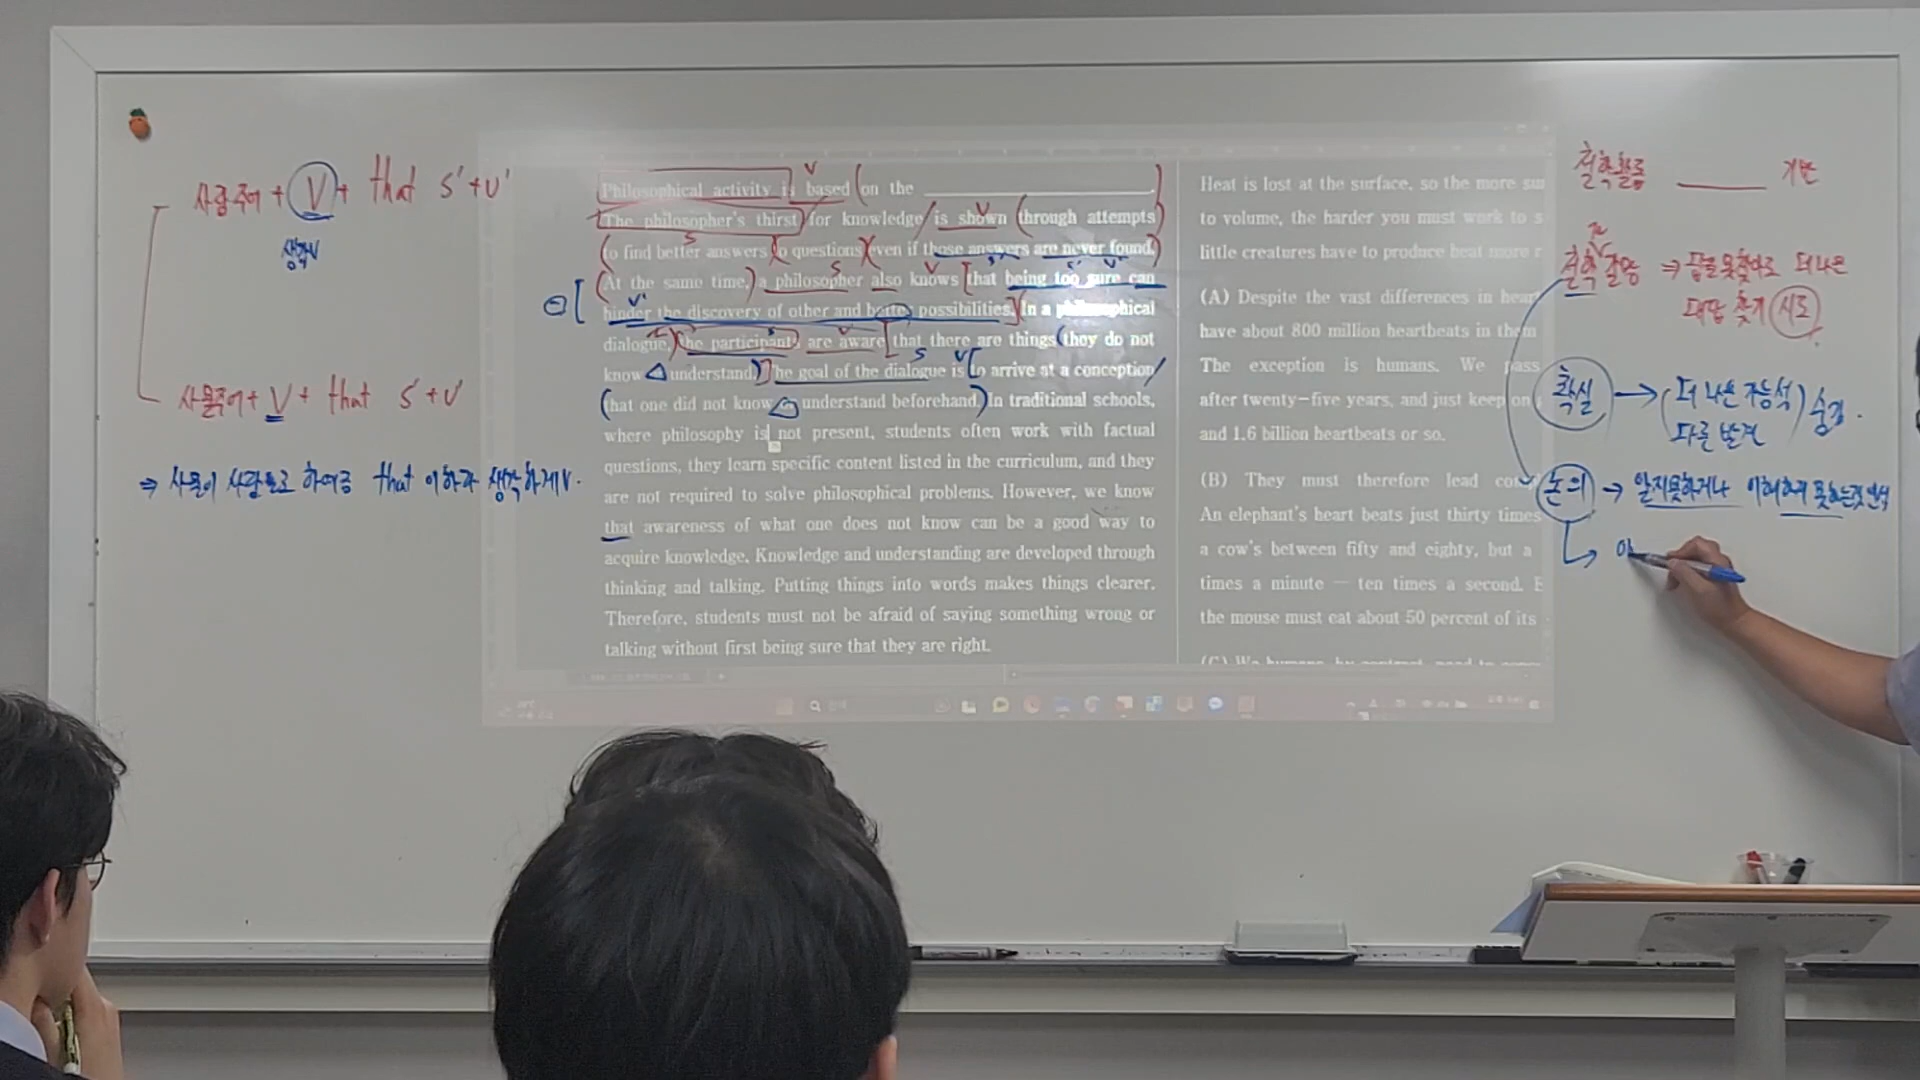 사람주어 + V + that s' + v'
생각V
사물주어 + V + that s' + v'
⇒ 사물이 사람으로 하여금 that 이하라 생각하게 V.
Philosophical activity is based on the ____________.
The philosopher's thirst for knowledge is shown through attempts
to find better answers to questions even if those answers are never found.
At the same time, a philosopher also knows that being too sure can
hinder the discovery of other and better possibilities. In a philosophical
dialogue, the participants are aware that there are things they do not
know understand. The goal of the dialogue is to arrive at a conception
that one did not know understand beforehand. In traditional schools,
where philosophy is not present, students often work with factual
questions, they learn specific content listed in the curriculum, and they
are not required to solve philosophical problems. However, we know
that awareness of what one does not know can be a good way to
acquire knowledge. Knowledge and understanding are developed through
thinking and talking. Putting things into words makes things clearer.
Therefore, students must not be afraid of saying something wrong or
talking without first being sure that they are right.
Heat is lost at the surface, so the more
to volume, the harder you must work to
little creatures have to produce heat more
(A) Despite the vast differences in heart
have about 800 million heartbeats in them
The exception is humans. We pass
after twenty-five years, and just keep on
and 1.6 billion heartbeats or so.
(B) They must therefore lead
An elephant's heart beats just thirty times
a cow's between fifty and eighty, but a
times a minute — ten times a second.
the mouse must eat about 50 percent of its
철학활동 ____ 기반
철학 갈망 ⇒ 답을 못찾아도 더 나은
대답 찾기 시도
확실 → (더 나은 가능성
다른 발견) 숨김.
논의 → 알지못하거나 이해하지 못하는것 인식